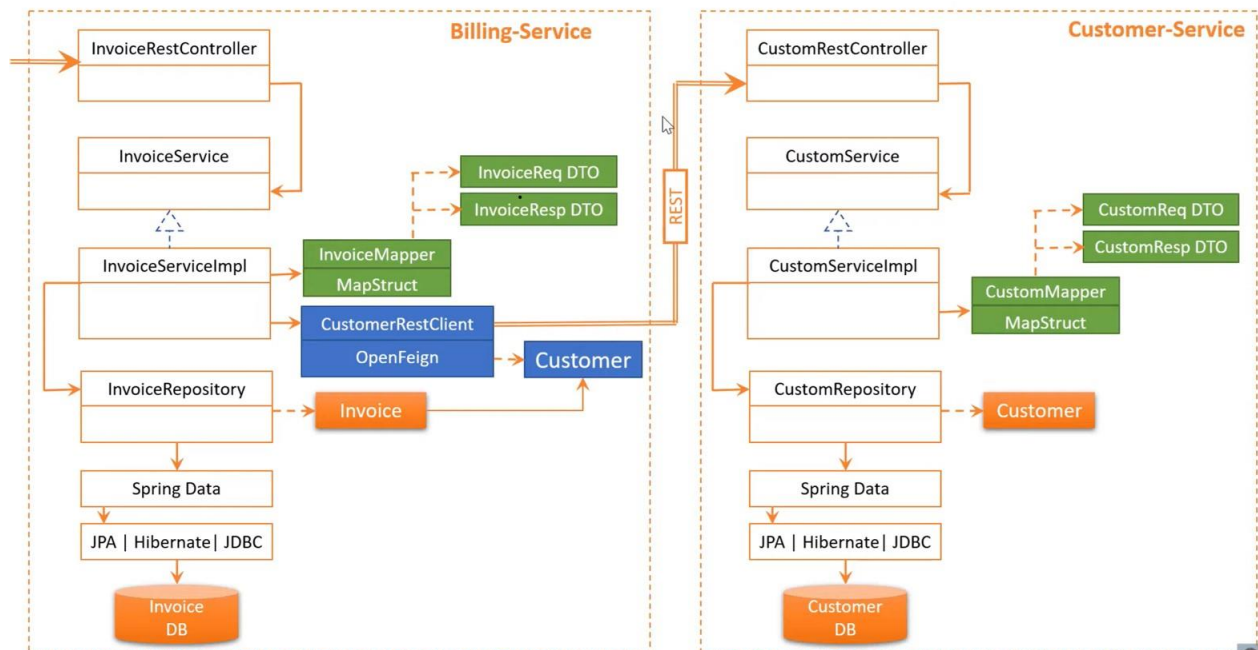 Billing-Service
InvoiceRestController
InvoiceService
InvoiceReq DTO
InvoiceResp DTO
InvoiceServiceImpl
InvoiceMapper
MapStruct
CustomerRestClient
OpenFeign
Customer
InvoiceRepository
Invoice
Spring Data
JPA | Hibernate| JDBC
Invoice
DB
REST
Customer-Service
CustomRestController
CustomService
CustomReq DTO
CustomResp DTO
CustomServiceImpl
CustomMapper
MapStruct
CustomRepository
Customer
Spring Data
JPA | Hibernate| JDBC
Customer
DB